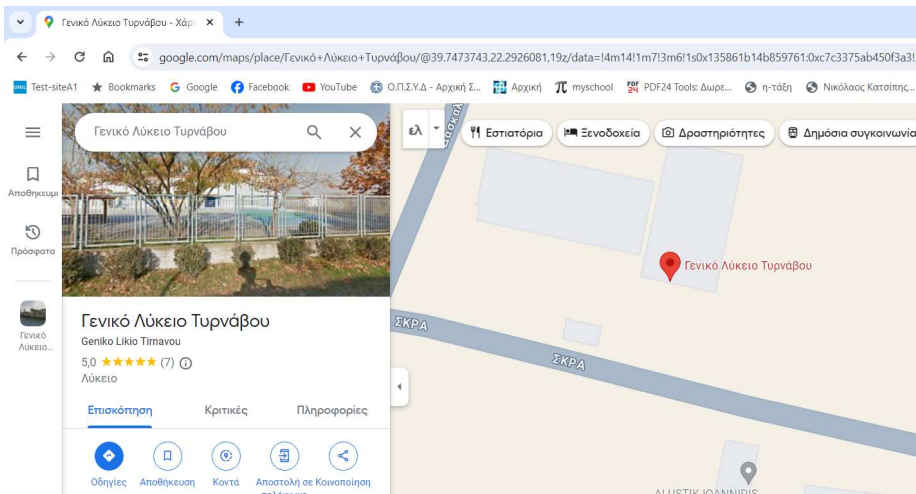 Γενικό Λύκειο Τυρνάβου - Χάρτ
google.com/maps/place/Γενικό+Λύκειο+Τυρνάβου/@39.7473743,22.2926081,19z/data=!4m14!1m7!3m6!1s0x135861b14b859761:0xc7c3375ab450f3a3!
Test-siteA1 Bookmarks Google Facebook YouTube Ο.Π.ΣΥ.Δ - Αρχική Σ... Αρχική myschool PDF24 Tools: Δωρε... η-τάξη Νικόλαος Κατσίπης...
Γενικό Λύκειο Τυρνάβου
ελ
Εστιατόρια Ξενοδοχεία Δραστηριότητες Δημόσια συγκοινωνία
Αποθηκευμ
Πρόσφατα
Γενικό
Λύκειο...
Γενικό Λύκειο Τυρνάβου
Geniko Likio Tirnavou
5,0 (7)
Λύκειο
Επισκόπηση Κριτικές Πληροφορίες
Οδηγίες Αποθήκευση Κοντά Αποστολή σε Κοινοποίηση
Γενικό Λύκειο Τυρνάβου
ΣΚΡΑ
ΣΚΡΑ
ALUSTIK IOANNIDIS